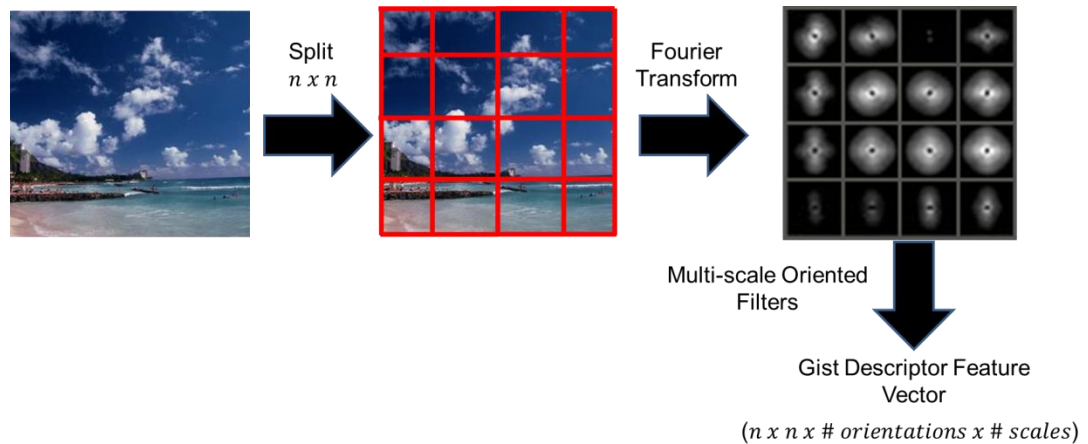 Split
n x n
Fourier
Transform
Multi-scale Oriented
Filters
Gist Descriptor Feature
Vector
(n x n x # orientations x # scales)